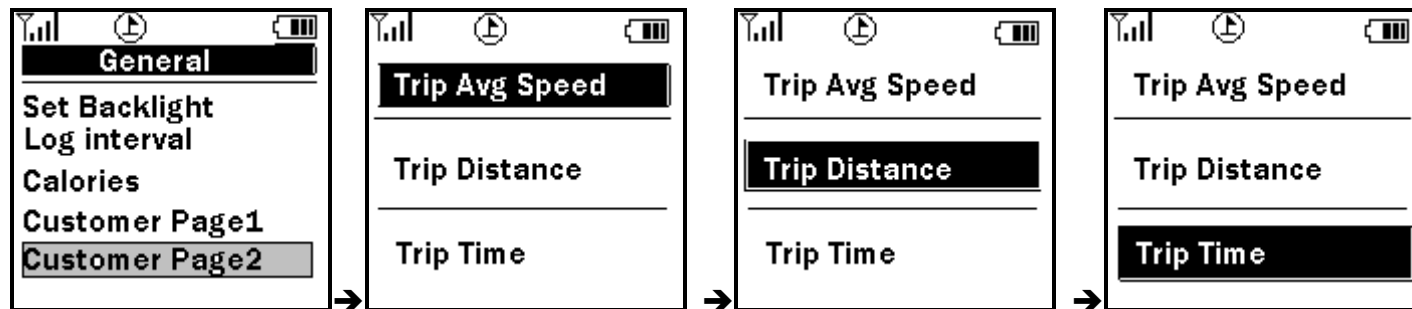 General
Set Backlight
Log interval
Calories
Customer Page1
Customer Page2
Trip Avg Speed
Trip Distance
Trip Time
Trip Avg Speed
Trip Distance
Trip Time
Trip Avg Speed
Trip Distance
Trip Time